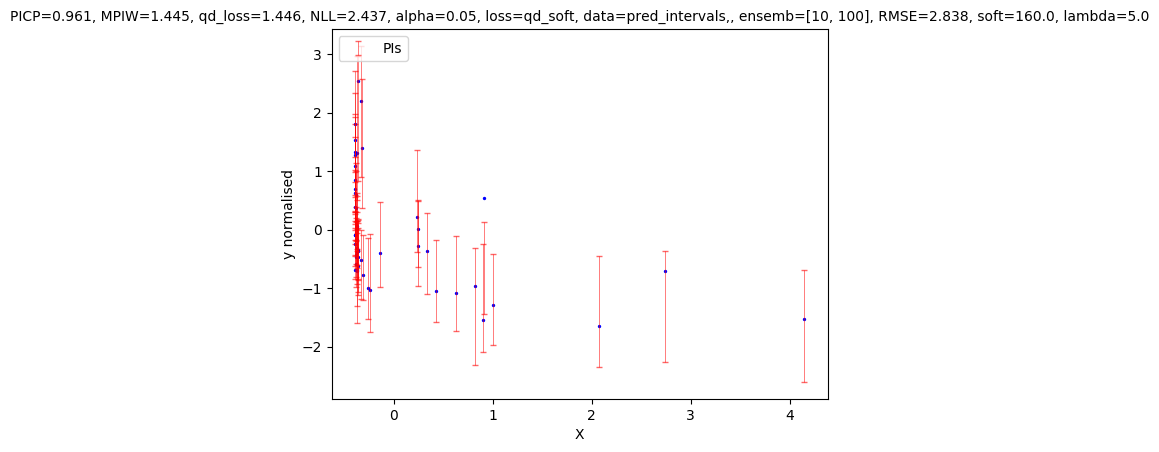 PICP=0.961, MPIW=1.445, qd_loss=1.446, NLL=2.437, alpha=0.05, loss=qd_soft, data=pred_intervals,, ensemb=[10, 100], RMSE=2.838, soft=160.0, lambda=5.0
PIs
3
2
1
0
−1
−2
y normalised
0 1 2 3 4
X